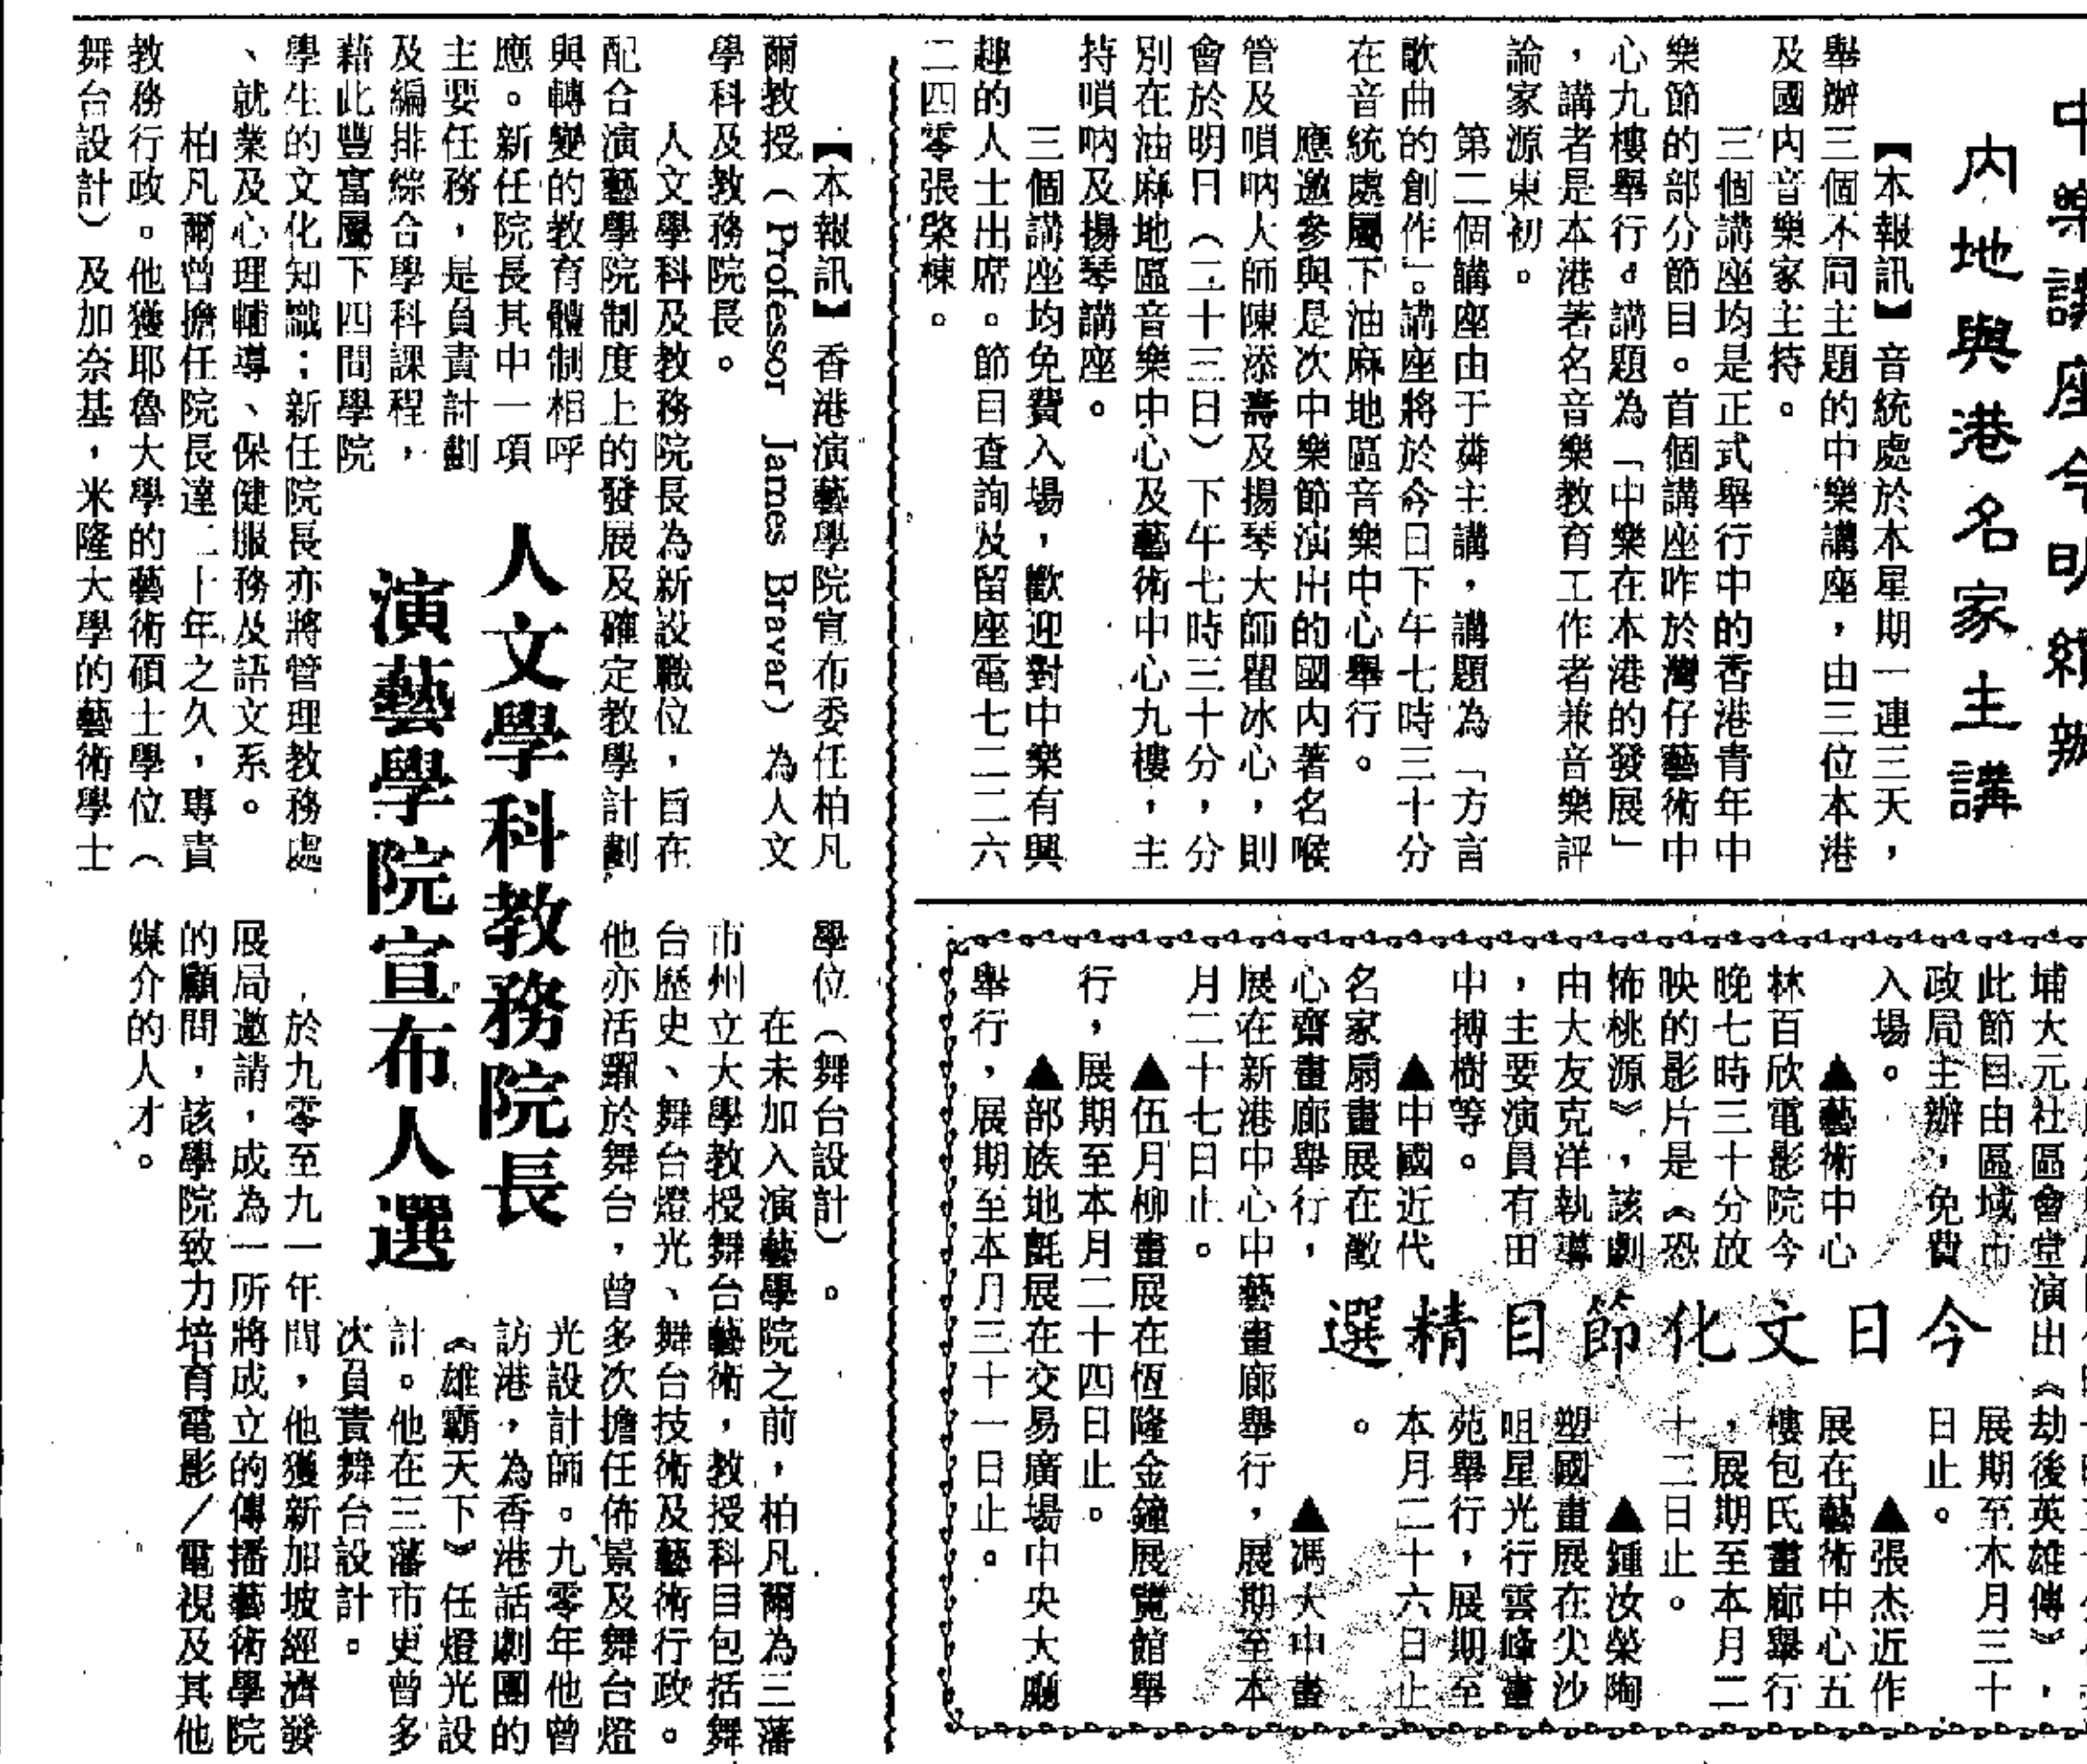 中樂講座今明續辦
內地與港名家主講
【本報訊】音統處於本星期一連三天，
舉辦三個不同主題的中樂講座，由三位本港
及國內音樂家主持。
三個講座均是正式舉行中的香港青年中
樂節的部分節目。首個講座昨於灣仔藝術中
心九樓舉行。講題為「中樂在本港的發展」
，講者是本港著名音樂教育工作者兼音樂評
論家源東初。
第二個講座由于粦主講，講題為「方言
歌曲的創作」。講座將於今日下午七時三十分
在音統處屬下油麻地區音樂中心舉行。
應邀參與是次中樂節演出的國內著名喉
管及嗩吶大師陳添壽及揚琴大師瞿冰心，則
會於明日（二十三日）下午七時三十分，分
別在油麻地區音樂中心及藝術中心九樓，主
持嗩吶及揚琴講座。
三個講座均免費入場，歡迎對中樂有興
趣的人士出席。節目查詢及留座電七二二六
二四零張榮棟。
今日文化節目精選
埔大元社區會堂演出《劫後英雄傳》，
此節目由區域市
政局主辦，免費
入場。
▲藝術中心
林百欣電影院今
晚七時三十分放
映的影片是《恐
怖桃源》，該劇
由大友克洋執導
，主要演員有田
中搏樹等。
▲中國近代
名家扇畫展在澂
心齋畫廊舉行，
展期至本月三十
日止。
▲張杰近作
展在藝術中心五
樓包氏畫廊舉行
，展期至本月二
十二日止。
▲鍾汝榮陶
塑國畫展在尖沙
咀星光行雲峰畫
苑舉行，展期至
本月二十六日止
。
▲馮大中畫
展在新港中心中藝畫廊舉行，展期至本
月二十七日止。
▲伍月柳畫展在恆隆金鐘展覽館舉
行，展期至本月二十四日止。
▲部族地氈展在交易廣場中央大廳
舉行，展期至本月三十一日止。
人文學科教務院長
演藝學院宣布人選
【本報訊】香港演藝學院宣布委任柏凡
爾教授（Professor James Bravar）為人文
學科及教務院長。
人文學科及教務院長為新設職位，旨在
配合演藝學院制度上的發展及確定教學計劃
與轉變的教育體制相呼
應。新任院長其中一項
主要任務，是負責計劃
及編排綜合學科課程，
藉此豐富屬下四間學院
學生的文化知識；新任院長亦將管理教務處
、就業及心理輔導、保健服務及語文系。
柏凡爾曾擔任院長達二十年之久，專責
教務行政。他獲耶魯大學的藝術碩士學位（
舞台設計）及加奈基，米隆大學的藝術學士
學位（舞台設計）。
在未加入演藝學院之前，柏凡爾為三藩
市州立大學教授舞台藝術，教授科目包括舞
台歷史、舞台燈光、舞台技術及藝術行政。
他亦活躍於舞台，曾多次擔任佈景及舞台燈
光設計師。九零年他曾
訪港，為香港話劇團的
《雄霸天下》任燈光設
計。他在三藩市更曾多
次負責舞台設計。
於九零至九一年間，他獲新加坡經濟發
展局邀請，成為一所將成立的傳播藝術學院
的顧問，該學院致力培育電影／電視及其他
媒介的人才。